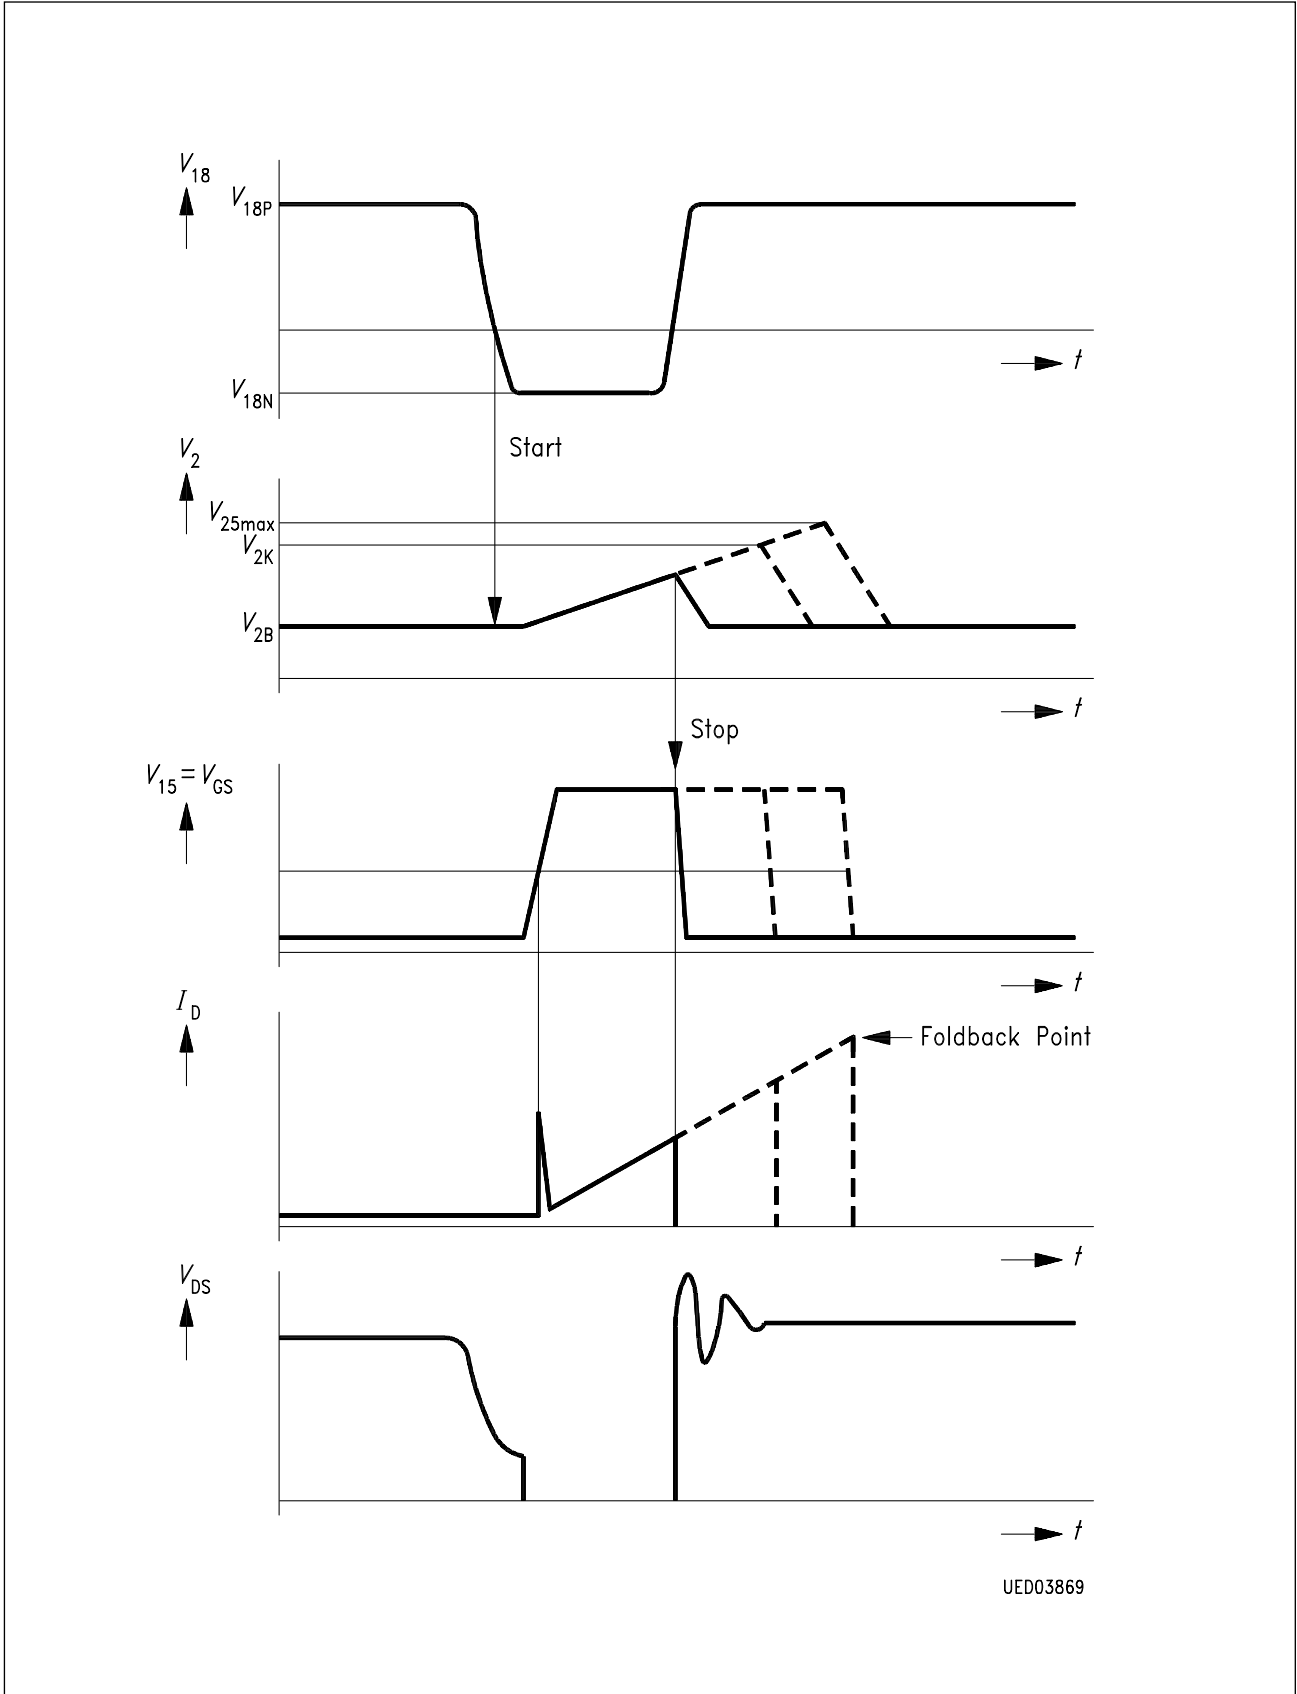 V18
V18P
t
V18N
Start
V2
V25max
V2K
V2B
t
Stop
V15=VGS
t
ID
Foldback Point
t
VDS
t
UED03869